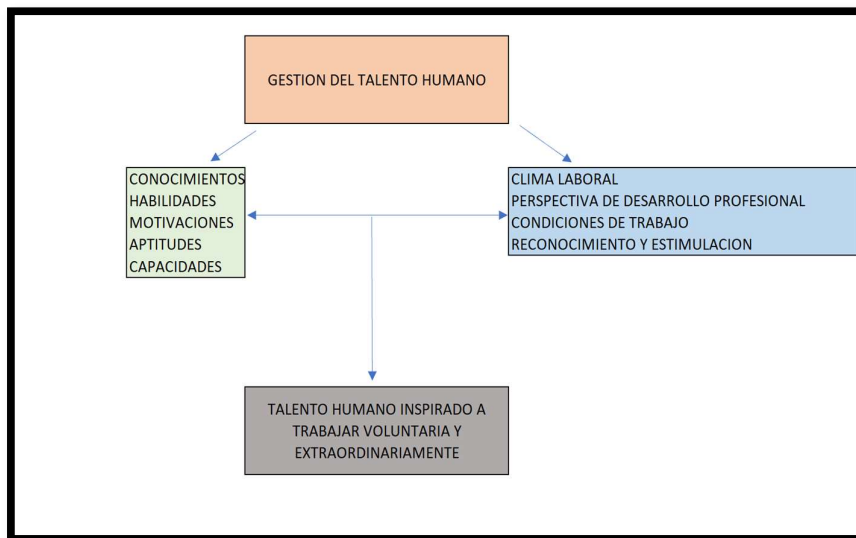 GESTION DEL TALENTO HUMANO
CONOCIMIENTOS
HABILIDADES
MOTIVACIONES
APTITUDES
CAPACIDADES
CLIMA LABORAL
PERSPECTIVA DE DESARROLLO PROFESIONAL
CONDICIONES DE TRABAJO
RECONOCIMIENTO Y ESTIMULACION
TALENTO HUMANO INSPIRADO A
TRABAJAR VOLUNTARIA Y
EXTRAORDINARIAMENTE